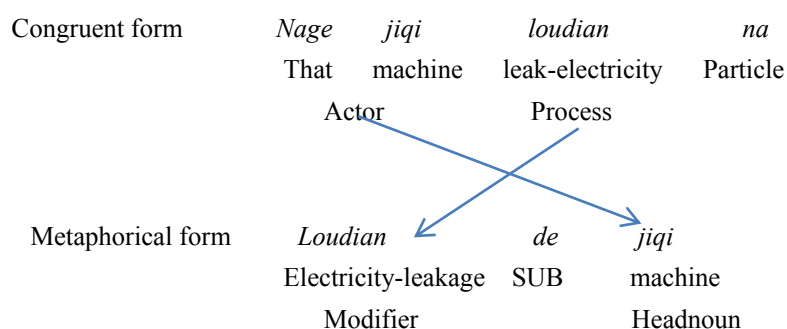 Congruent form Nage jiqi loudian na
That machine leak-electricity Particle
Actor Process
Metaphorical form Loudian de jiqi
Electricity-leakage SUB machine
Modifier Headnoun